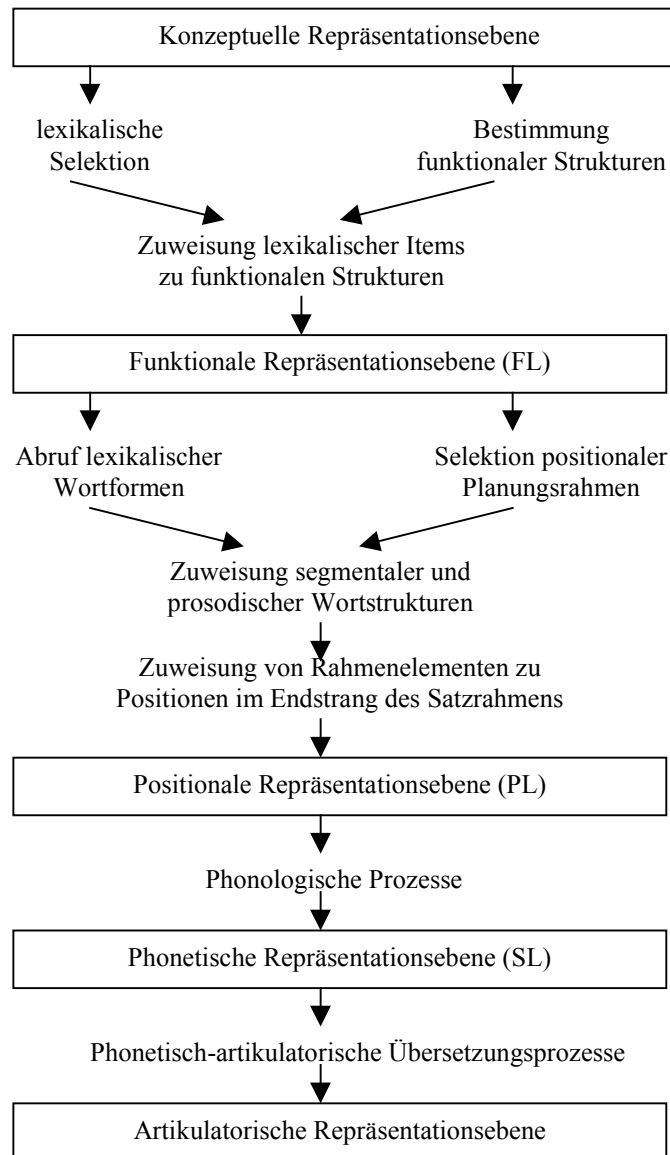 Konzeptuelle Repräsentationsebene
lexikalische
Selektion
Bestimmung
funktionaler Strukturen
Zuweisung lexikalischer Items
zu funktionalen Strukturen
Funktionale Repräsentationsebene (FL)
Abruf lexikalischer
Wortformen
Selektion positionaler
Planungsrahmen
Zuweisung segmentaler und
prosodischer Wortstrukturen
Zuweisung von Rahmenelementen zu
Positionen im Endstrang des Satzrahmens
Positionale Repräsentationsebene (PL)
Phonologische Prozesse
Phonetische Repräsentationsebene (SL)
Phonetisch-artikulatorische Übersetzungsprozesse
Artikulatorische Repräsentationsebene